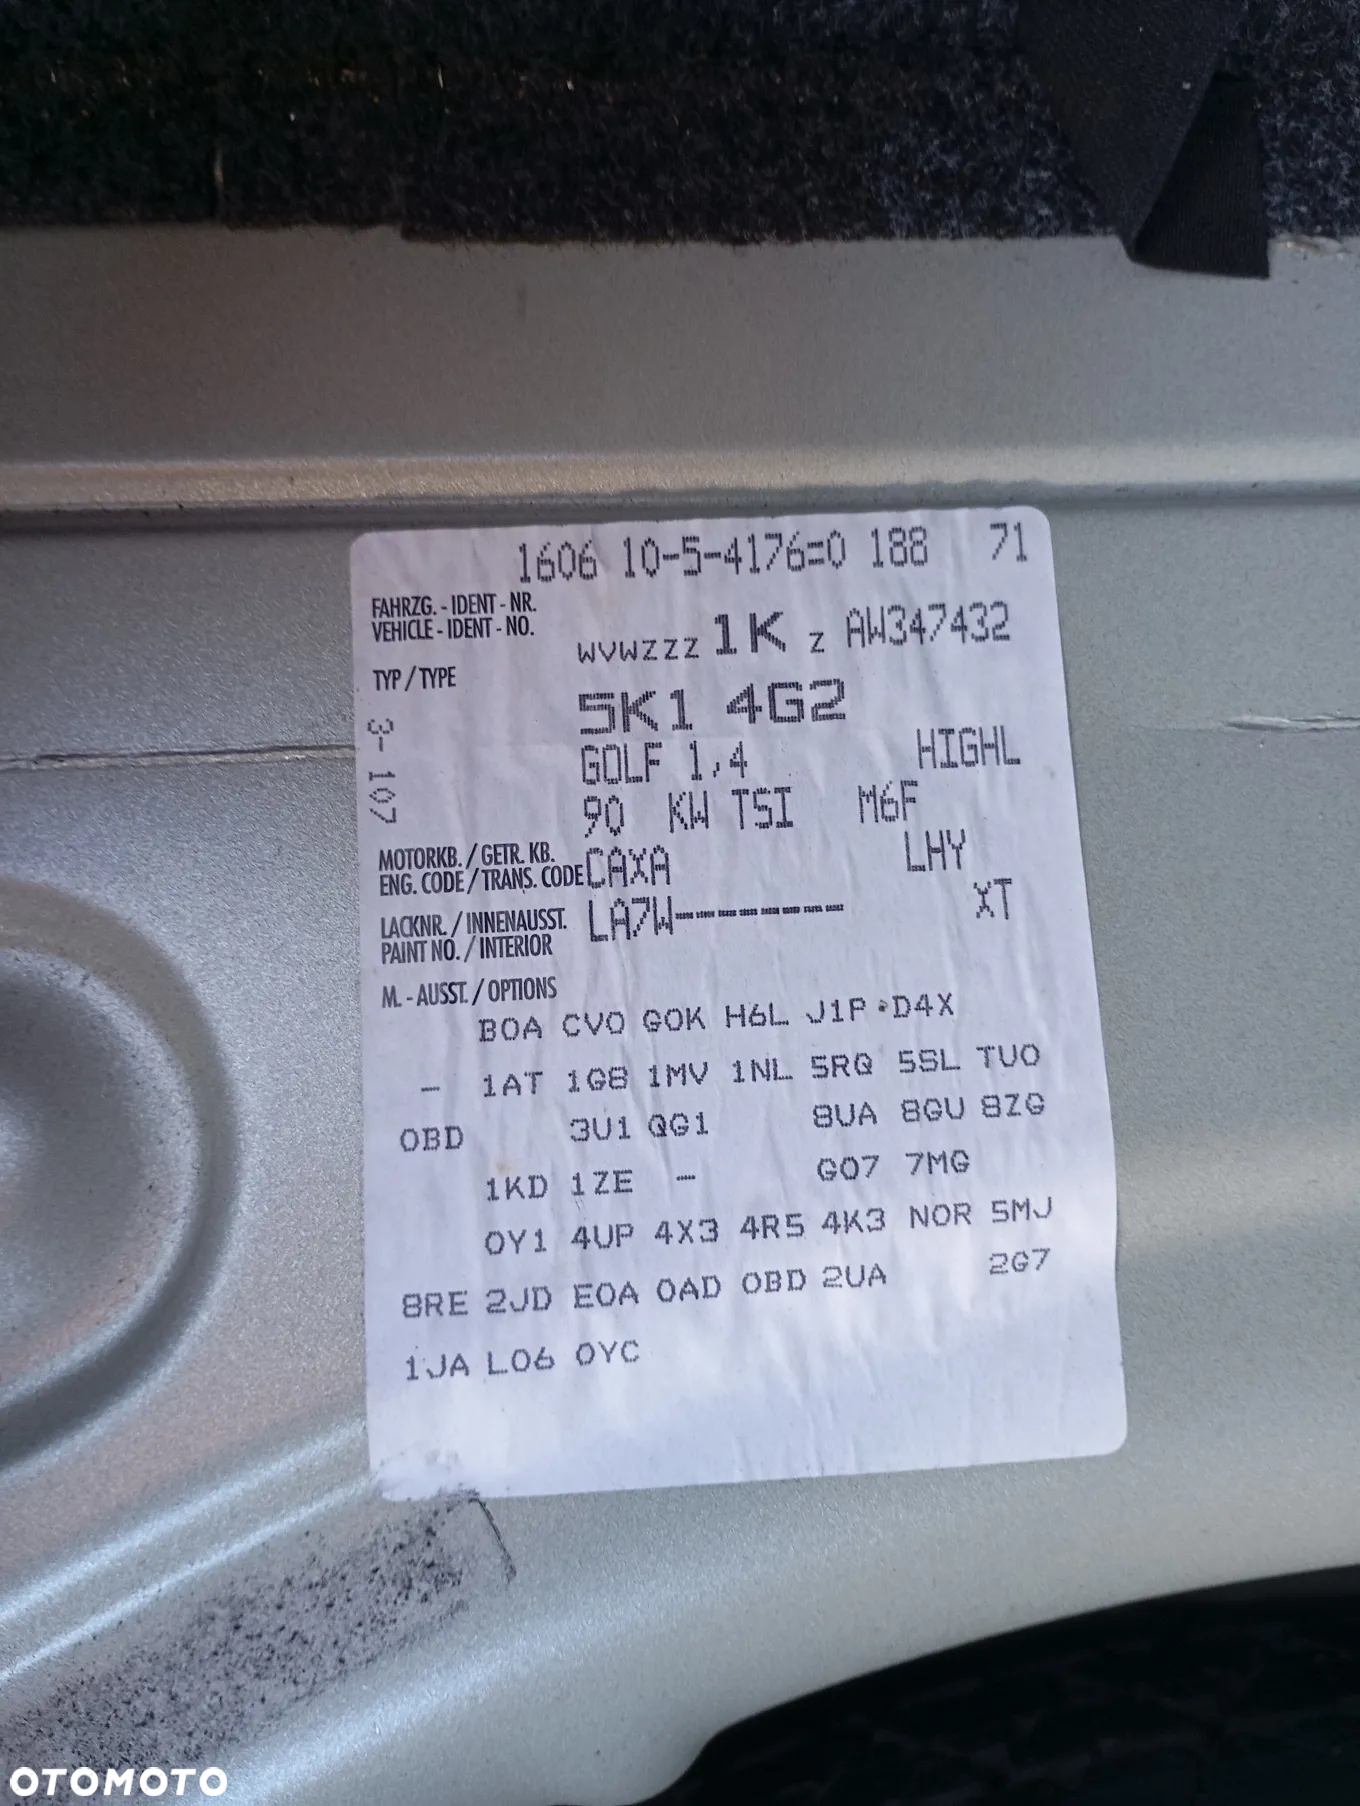 1606 10-5-4176=0 188 71
FAHRZG. - IDENT - NR.
VEHICLE - IDENT - NO.
WVWZZZ 1K Z AW347432
TYP / TYPE
5K1 4G2
3- 107
GOLF 1,4 HIGHL
90 KW TSI M6F
MOTORKB. / GETR. KB.
ENG. CODE / TRANS. CODE
CAXA LHY
LACKNR. / INNENAUSST.
PAINT NO. / INTERIOR
LA7W-------- XT
M. - AUSST. / OPTIONS
B0A CV0 G0K H6L J1P D4X
- 1AT 1G8 1MV 1NL 5RQ 5SL TU0
0BD 3U1 QG1 8UA 8GU 8ZG
1KD 1ZE - G07 7MG
0Y1 4UP 4X3 4R5 4K3 N0R 5MJ
8RE 2JD E0A 0AD 0BD 2UA 2G7
1JA L06 0YC
OTOMOTO